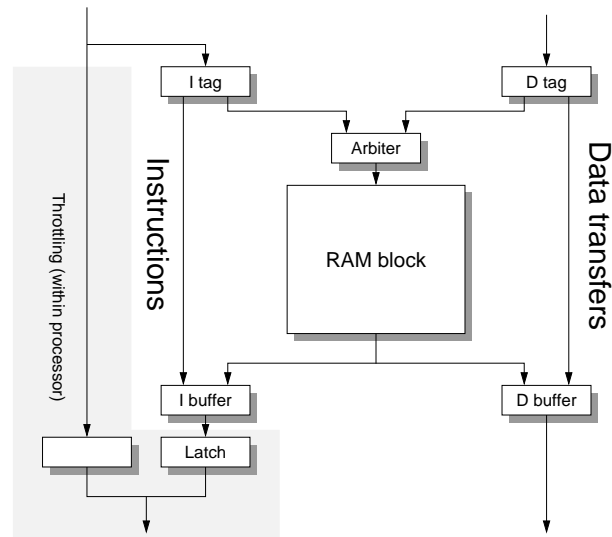 I tag
D tag
Arbiter
Instructions
Data transfers
Throttling (within processor)
RAM block
I buffer
D buffer
Latch